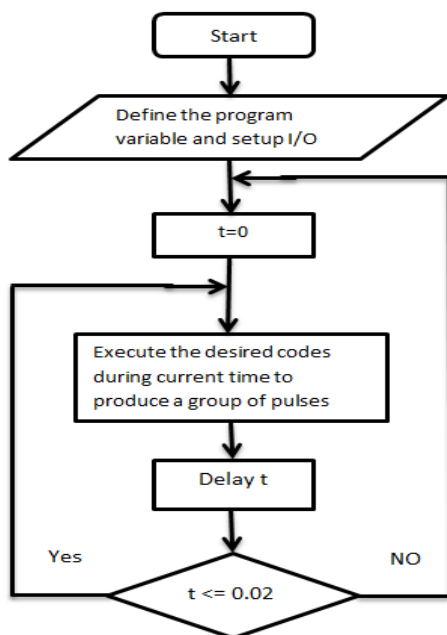 Start
Define the program
variable and setup I/O
t=0
Execute the desired codes
during current time to
produce a group of pulses
Delay t
Yes
NO
t <= 0.02